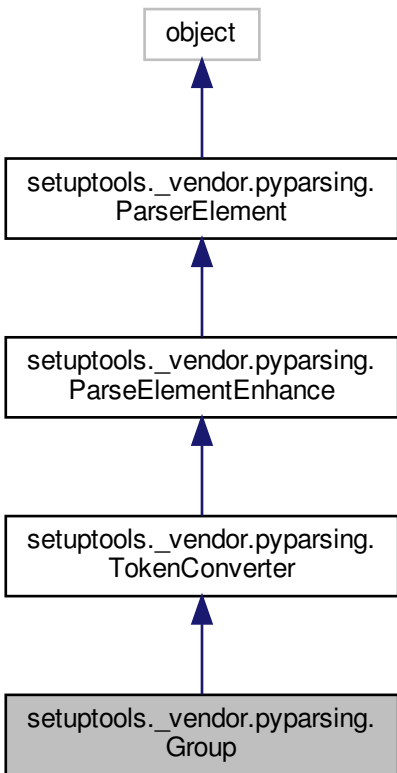 object
setuptools._vendor.pyparsing.
ParserElement
setuptools._vendor.pyparsing.
ParseElementEnhance
setuptools._vendor.pyparsing.
TokenConverter
setuptools._vendor.pyparsing.
Group